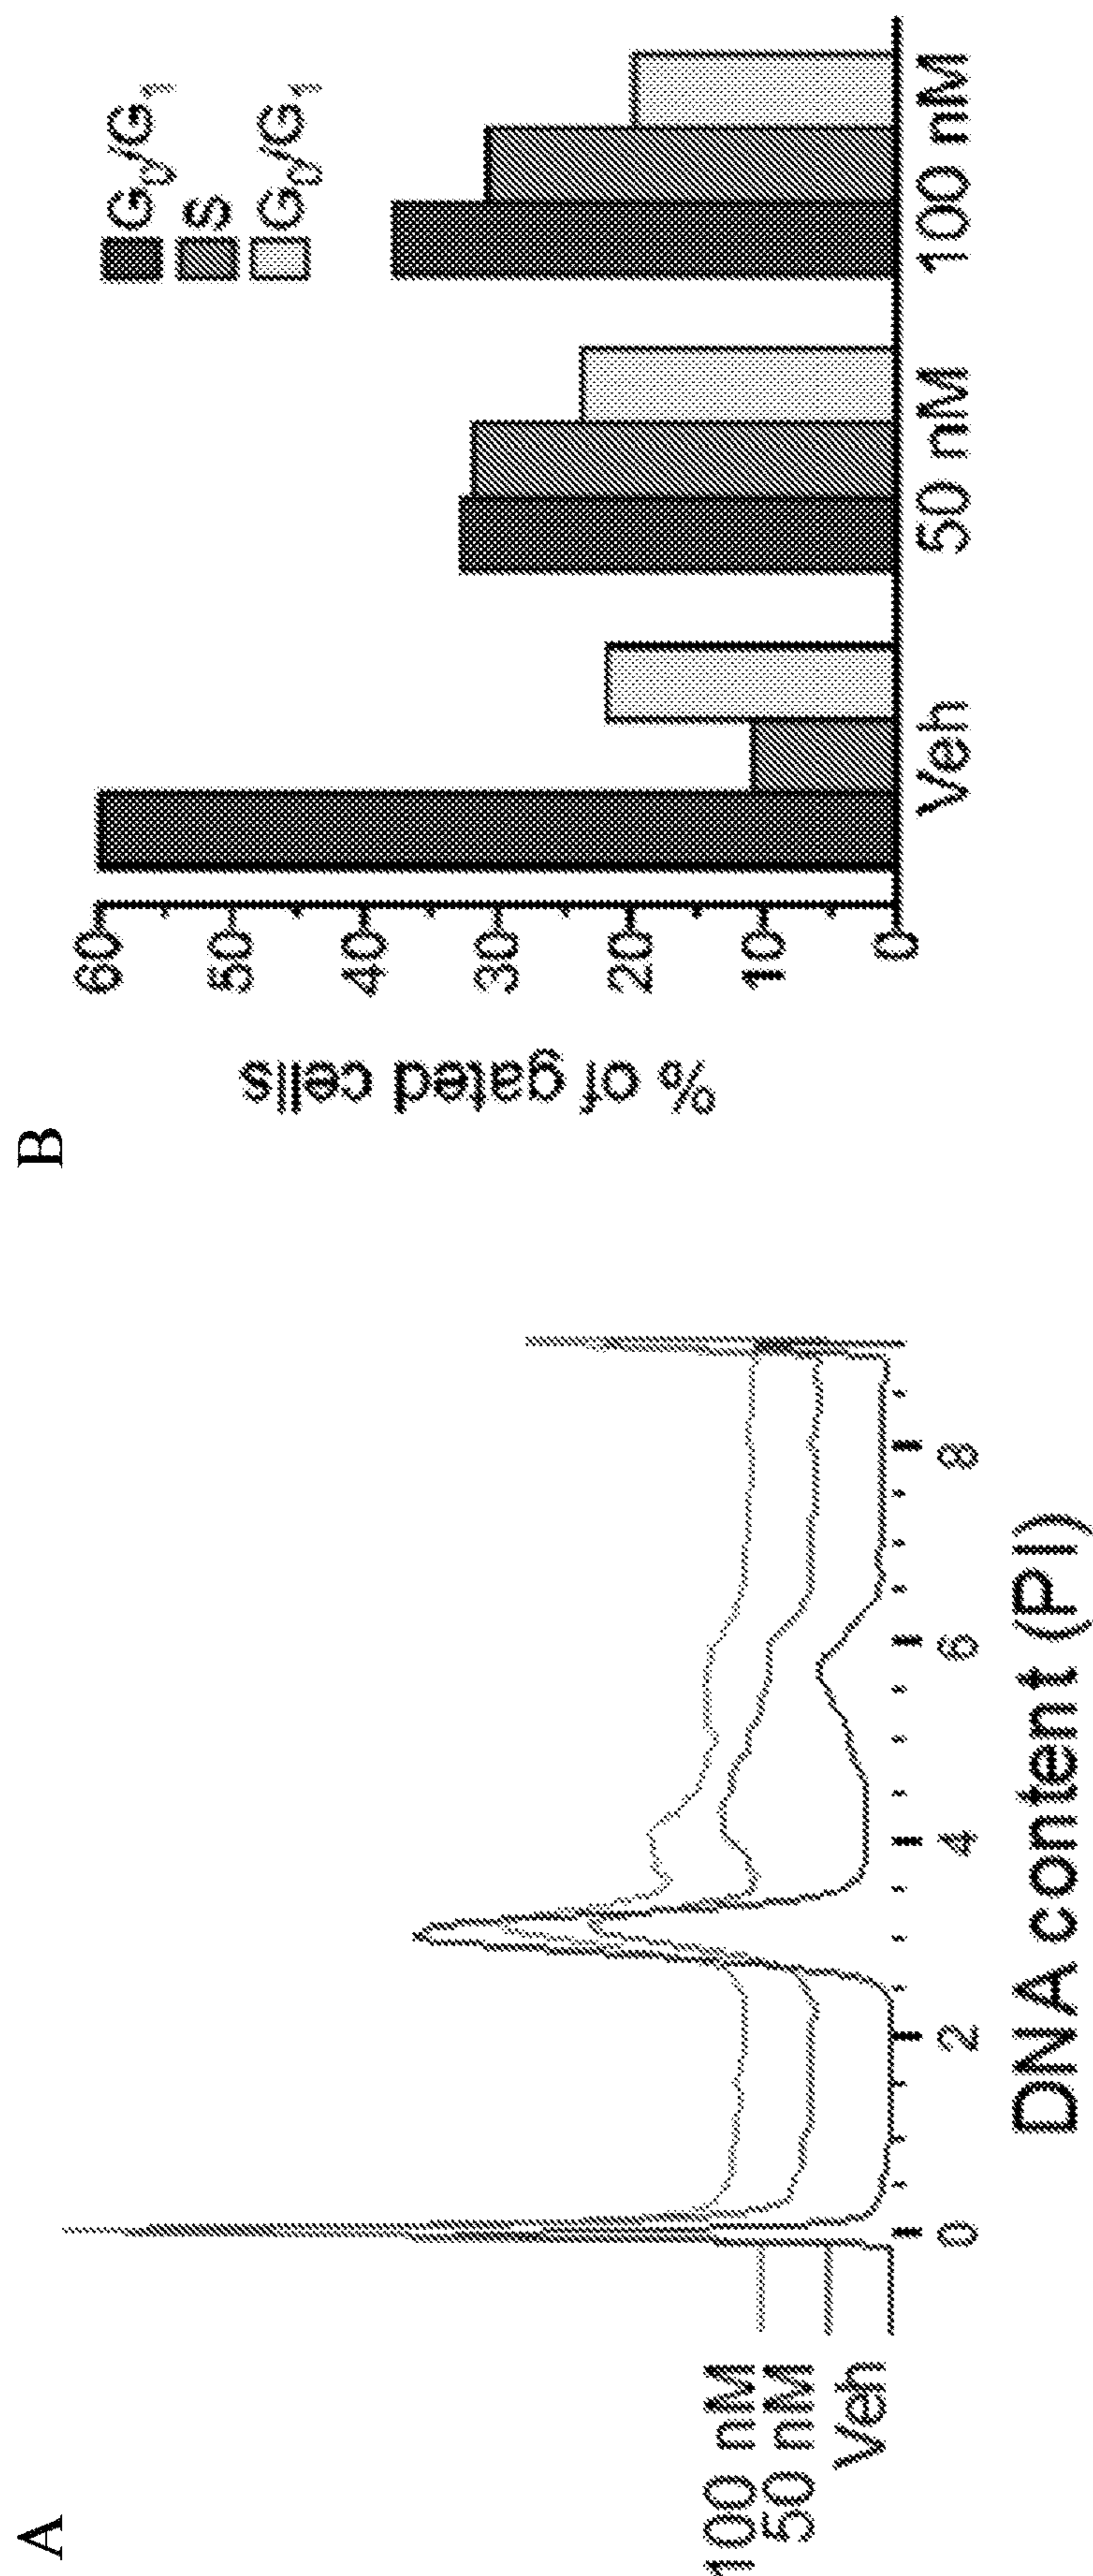 A
100 nM
50 nM
Veh
0 2 4 6 8
DNA content (PI)
B
% of gated cells
60
50
40
30
20
10
0
G₀/G₁
S
G₀/G₁
Veh 50 nM 100 nM